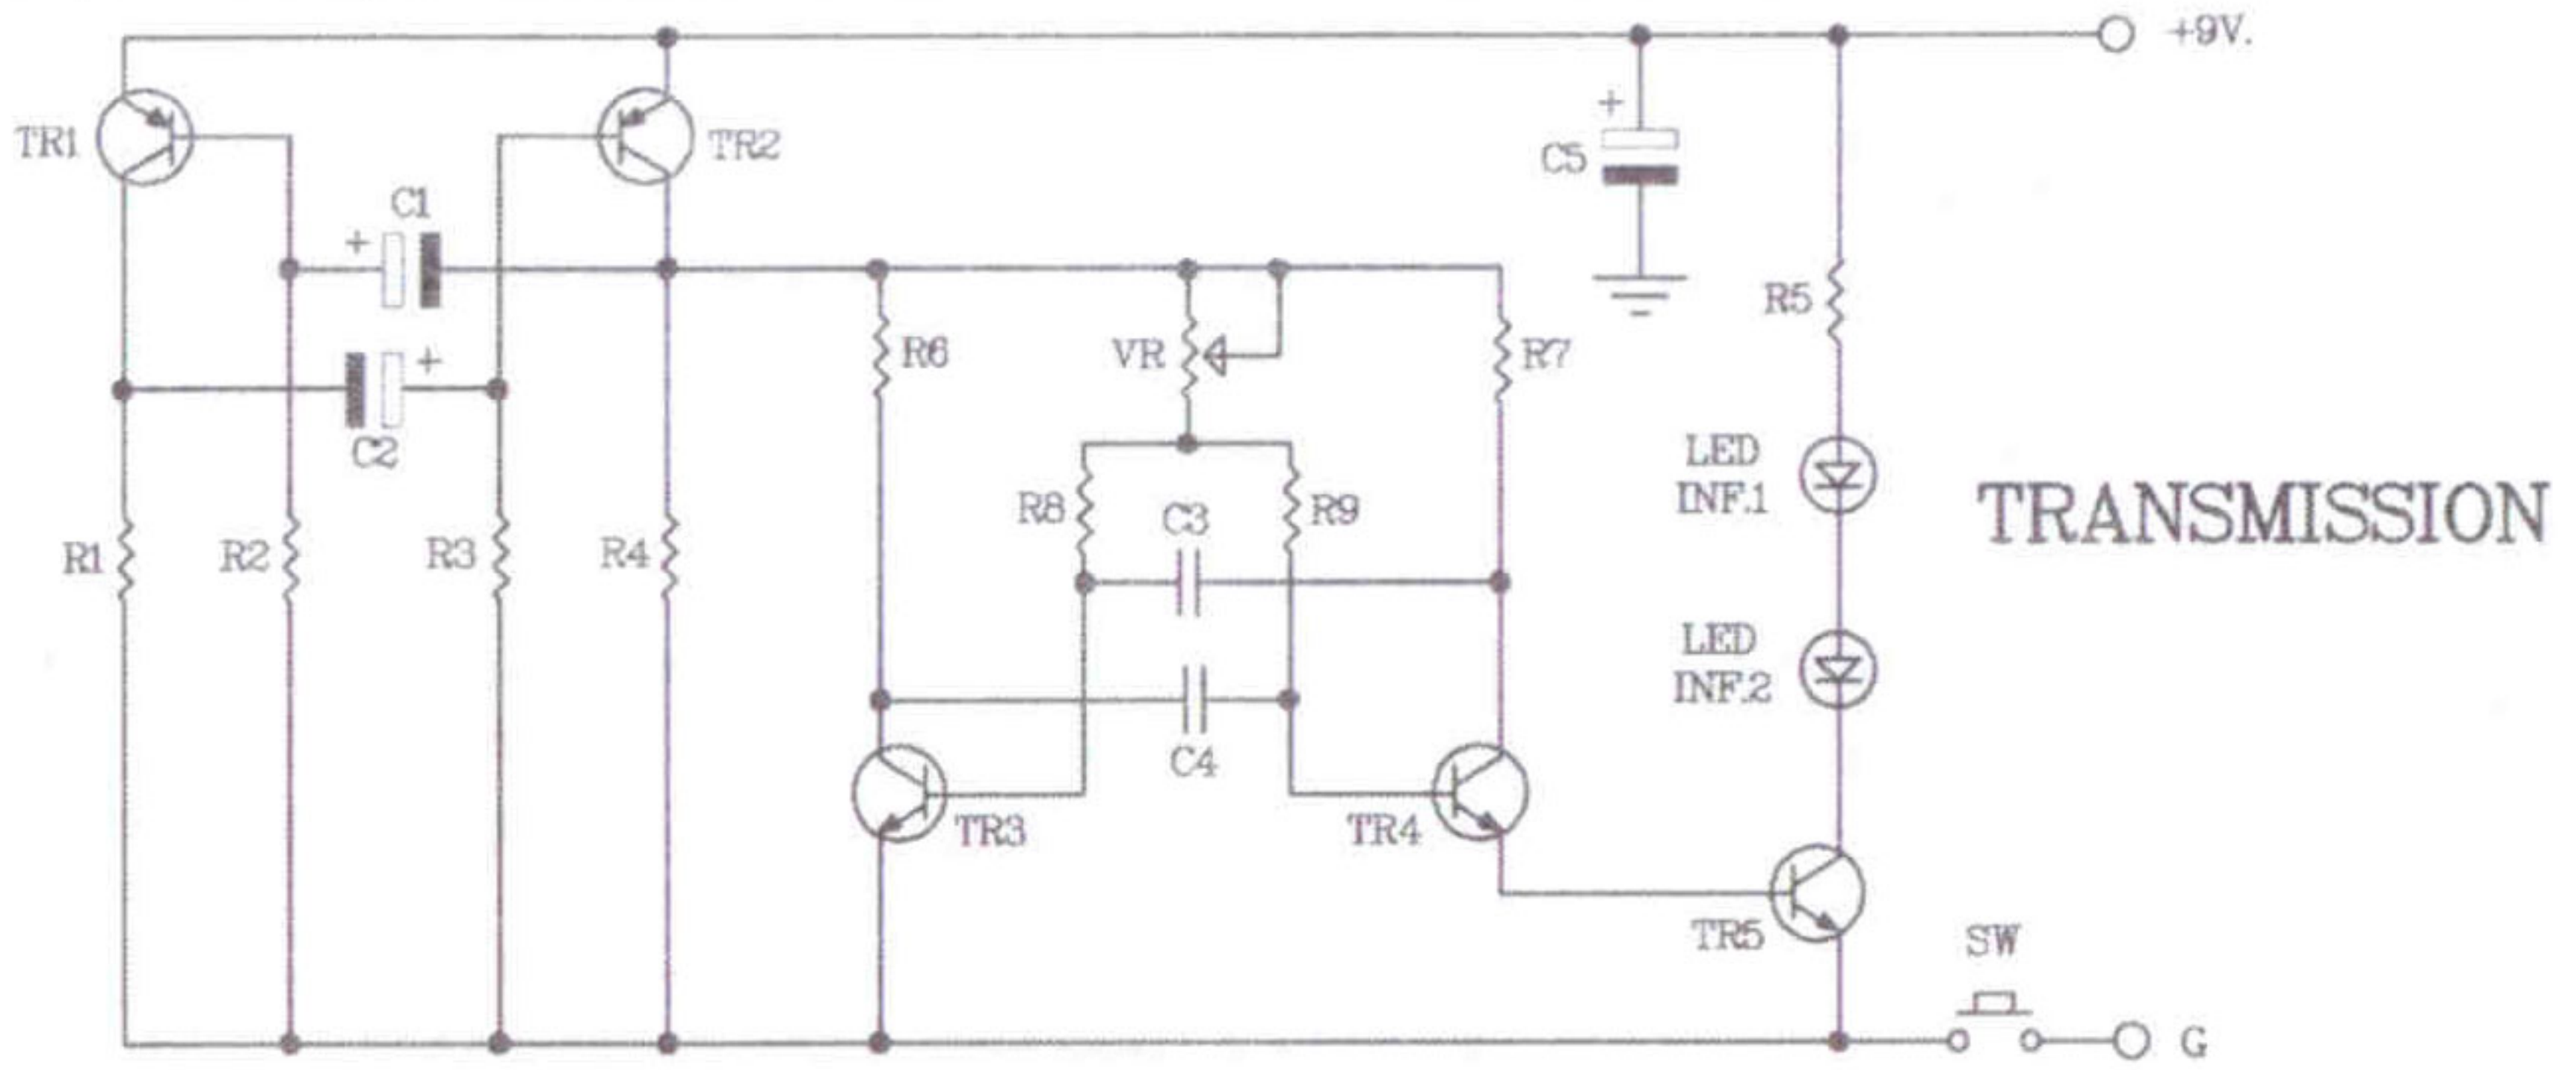 +9V.
TR1
TR2
C1
+
C2
+
C5
+
R5
R6
VR
R7
LED
INF.1
R8
C3
R9
TRANSMISSION
R1
R2
R3
R4
LED
INF.2
C4
TR3
TR4
TR5
SW
G